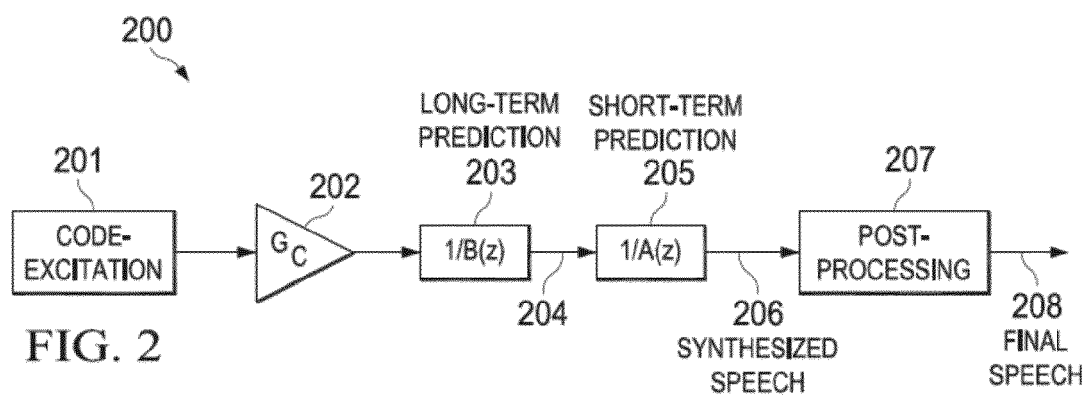 200
LONG-TERM
PREDICTION
203
SHORT-TERM
PREDICTION
205
201
202
207
CODE-
EXCITATION
G C
1/B(z)
1/A(z)
POST-
PROCESSING
204
206
SYNTHESIZED
SPEECH
208
FINAL
SPEECH
FIG. 2